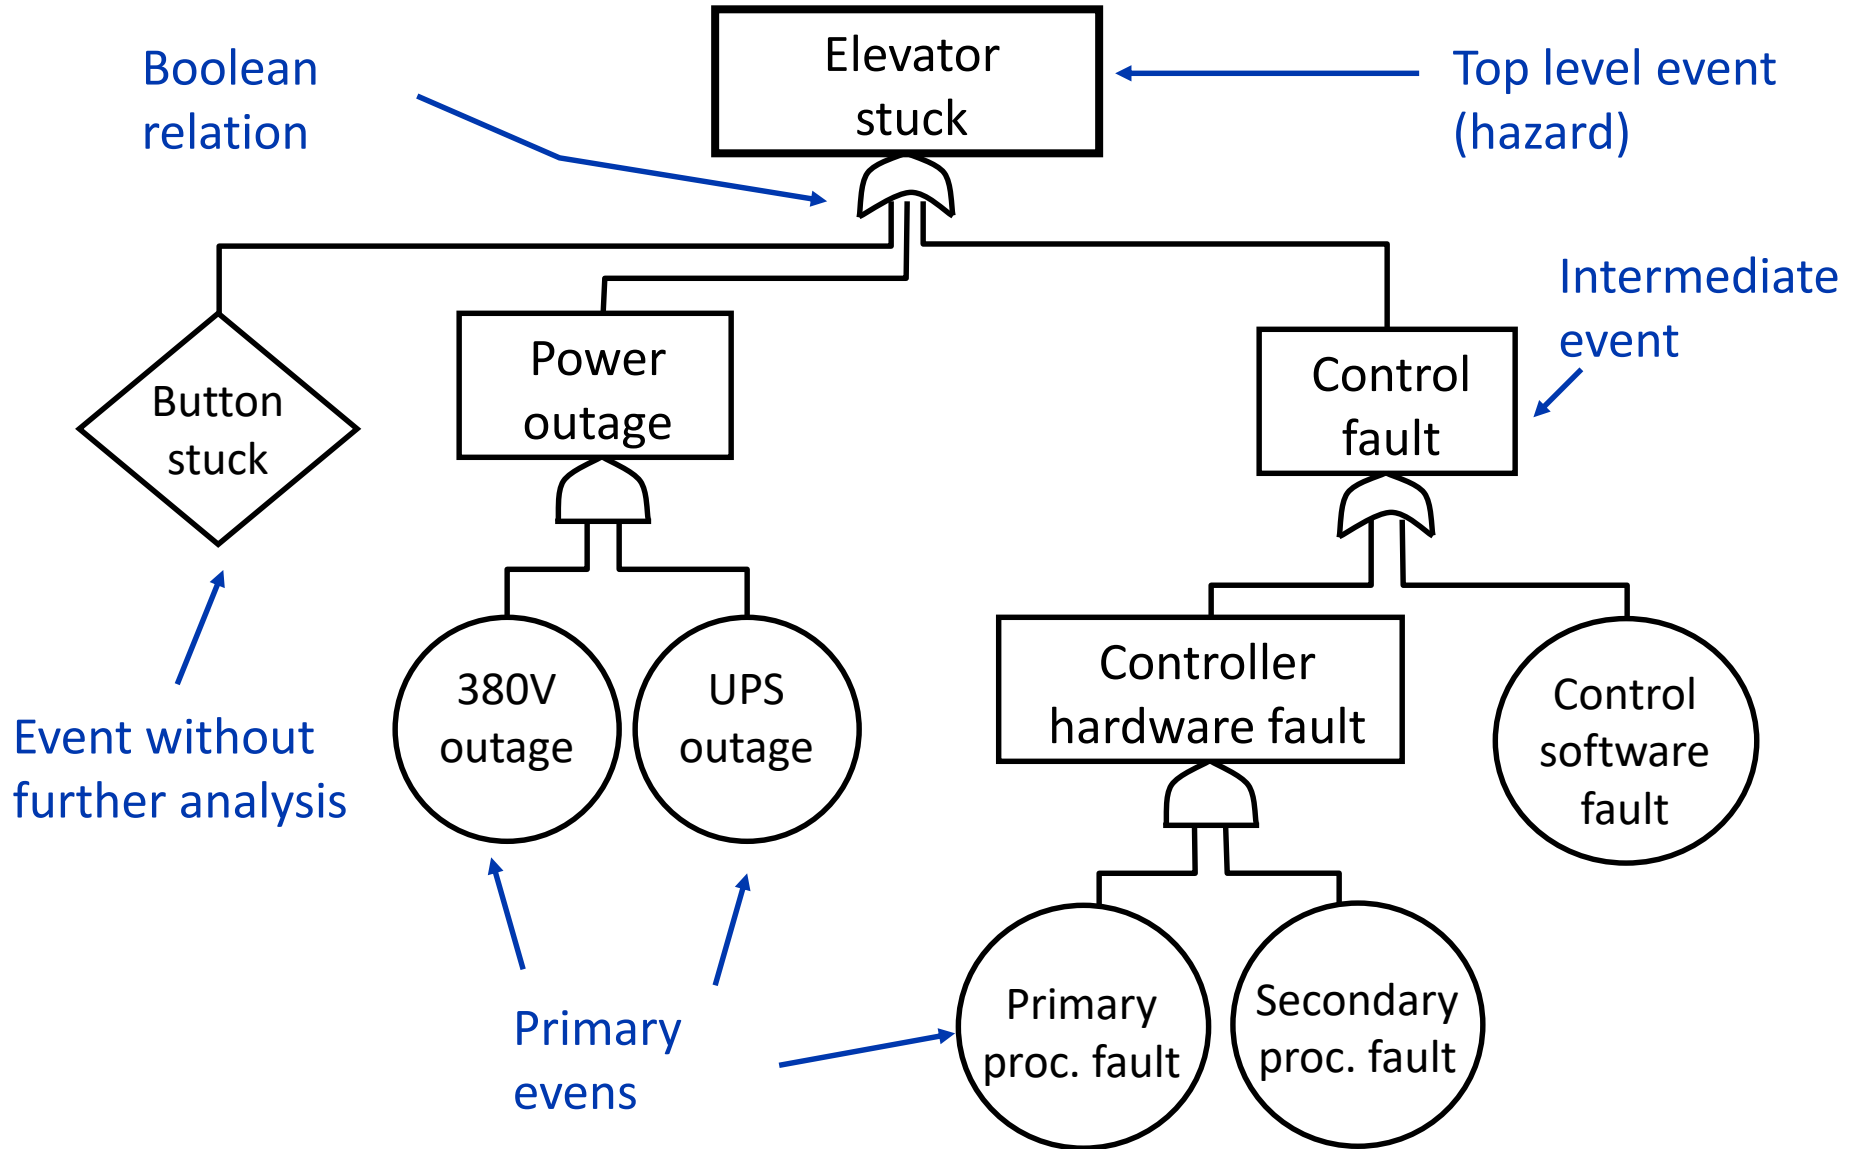 Boolean
relation
Elevator
stuck
Top level event
(hazard)
Intermediate
event
Button
stuck
Power
outage
Control
fault
Event without
further analysis
380V
outage
UPS
outage
Controller
hardware fault
Control
software
fault
Primary
evens
Primary
proc. fault
Secondary
proc. fault